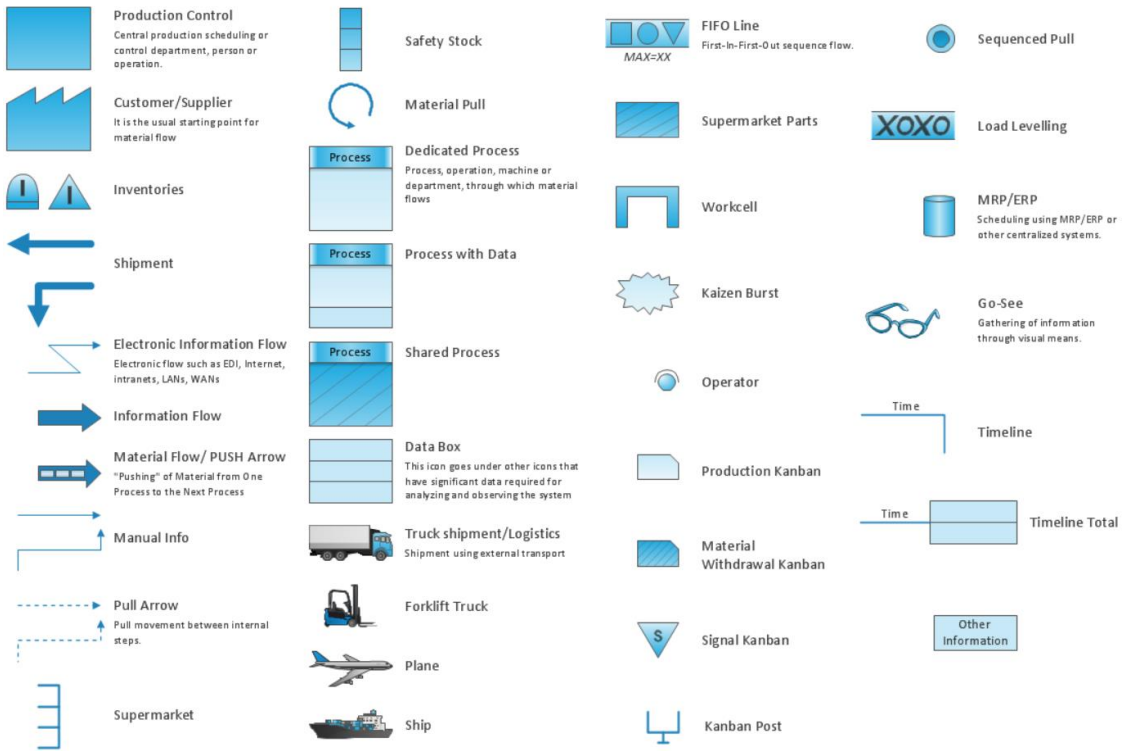 Production Control
Central production scheduling or
control department, person or
operation.
Customer/Supplier
It is the usual starting point for
material flow
I
I
Inventories
Shipment
Electronic Information Flow
Electronic flow such as EDI, Internet,
intranets, LANs, WANs
Information Flow
Material Flow/ PUSH Arrow
"Pushing" of Material from One
Process to the Next Process
Manual Info
Pull Arrow
Pull movement between internal
steps.
Supermarket
Safety Stock
Material Pull
Process
Dedicated Process
Process, operation, machine or
department, through which material
flows
Process
Process with Data
Process
Shared Process
Data Box
This icon goes under other icons that
have significant data required for
analyzing and observing the system
Truck shipment/Logistics
Shipment using external transport
Forklift Truck
Plane
Ship
FIFO Line
First-In-First-Out sequence flow.
MAX=XX
Supermarket Parts
Workcell
Kaizen Burst
Operator
Production Kanban
Material
Withdrawal Kanban
S
Signal Kanban
Kanban Post
Sequenced Pull
XOXO
Load Levelling
MRP/ERP
Scheduling using MRP/ERP or
other centralized systems.
Go-See
Gathering of information
through visual means.
Time
Timeline
Time
Timeline Total
Other
Information